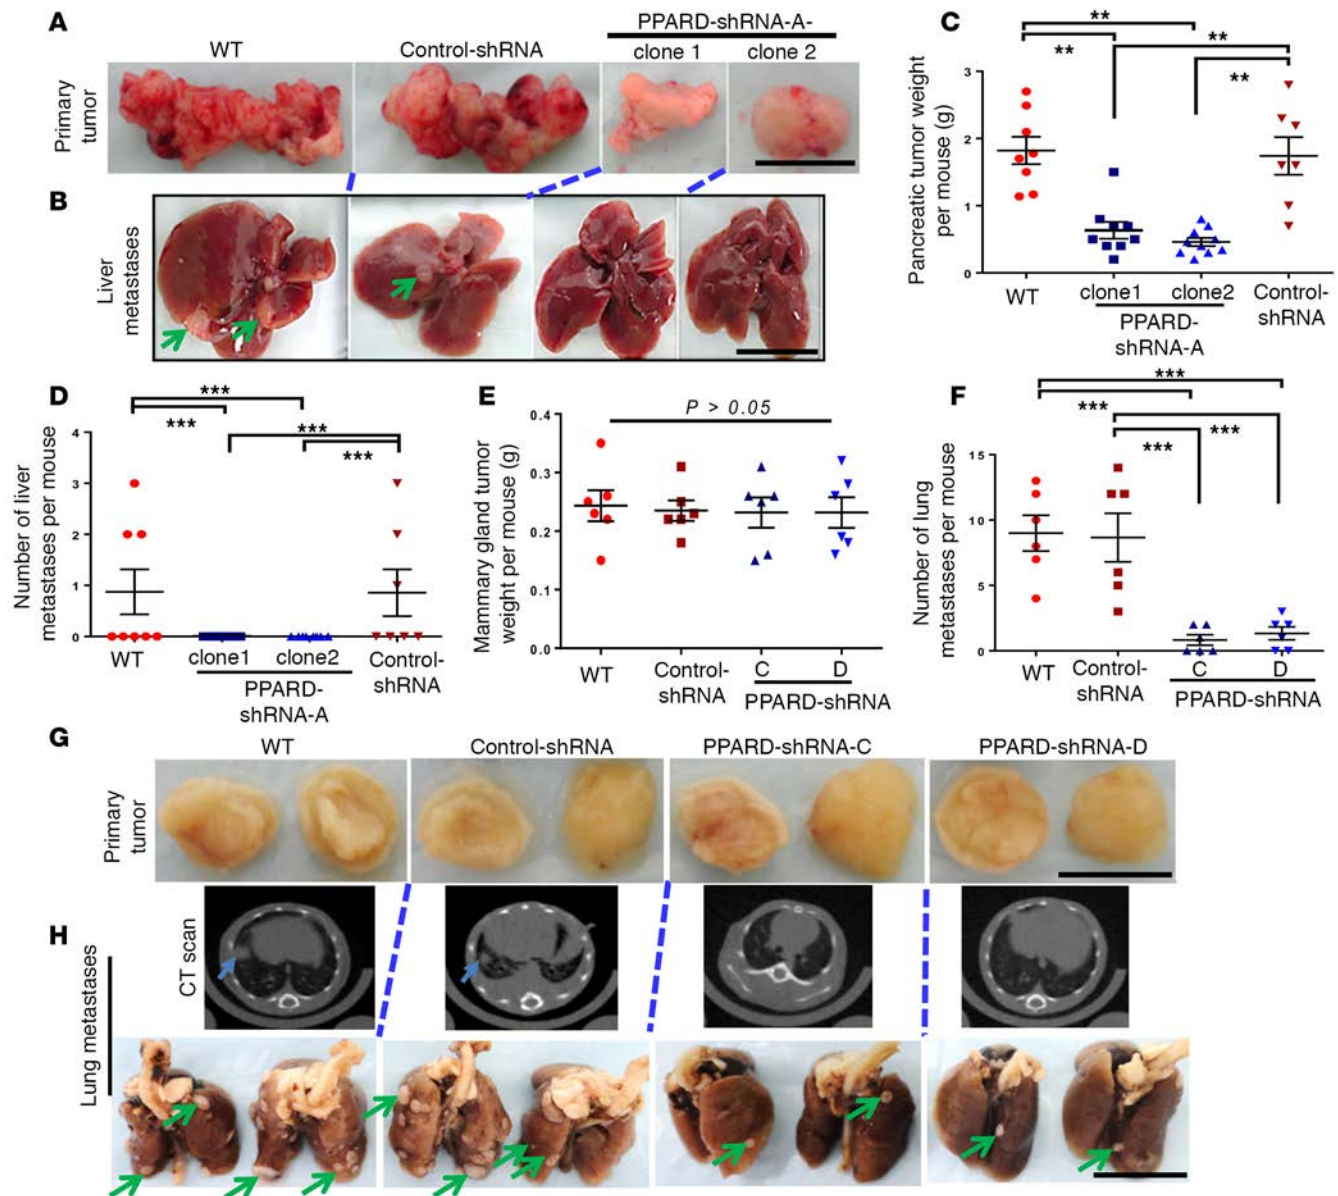 A
PPARD-shRNA-A-
WT
Control-shRNA
clone 1
clone 2
Primary
tumor
B
Liver
metastases
C
**
**
**
**
Pancreatic tumor weight
per mouse (g)
3
2
1
0
WT
clone1
clone2
Control-
shRNA
PPARD-
shRNA-A
D
***
***
***
***
Number of liver
metastases per mouse
4
3
2
1
0
WT
clone1
clone2
Control-
shRNA
PPARD-
shRNA-A
E
P > 0.05
Mammary gland tumor
weight per mouse (g)
0.4
0.3
0.2
0.1
0.0
WT
Control-
shRNA
C
D
PPARD-shRNA
F
***
***
***
***
Number of lung
metastases per mouse
15
10
5
0
WT
Control-
shRNA
C
D
PPARD-shRNA
G
WT
Control-shRNA
PPARD-shRNA-C
PPARD-shRNA-D
Primary
tumor
H
CT scan
Lung metastases